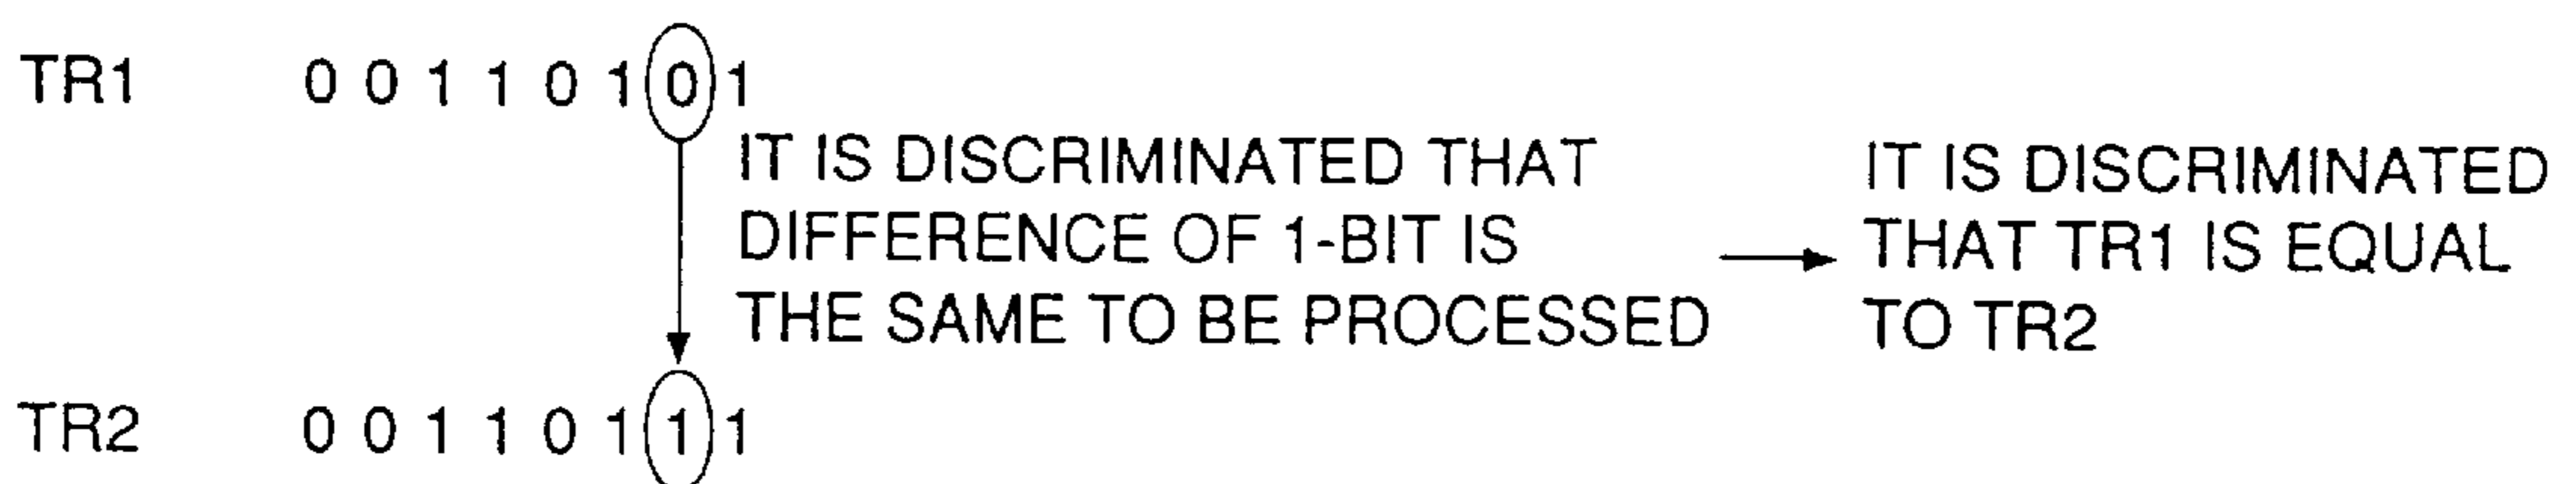 TR1 0 0 1 1 0 1 0 1
IT IS DISCRIMINATED THAT
DIFFERENCE OF 1-BIT IS
THE SAME TO BE PROCESSED
IT IS DISCRIMINATED
THAT TR1 IS EQUAL
TO TR2
TR2 0 0 1 1 0 1 1 1